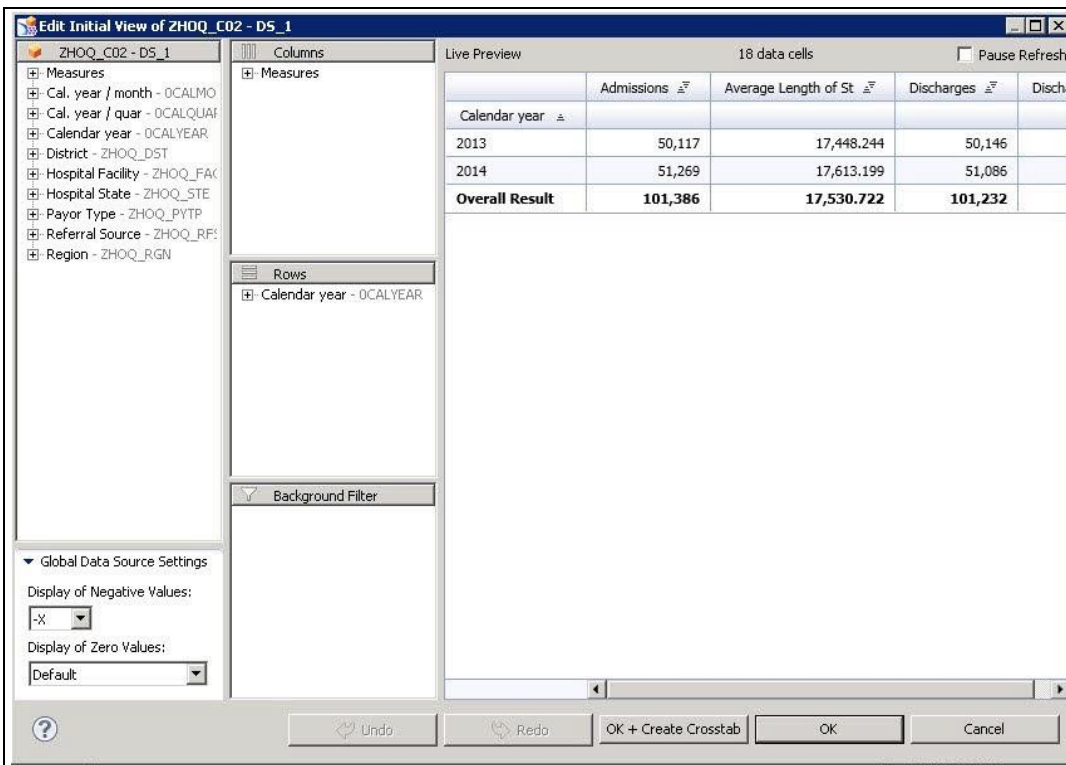 Edit Initial View of ZHOQ_C02 - DS_1
ZHOQ_C02 - DS_1
Measures
Cal. year / month - 0CALMO
Cal. year / quar - 0CALQUAR
Calendar year - 0CALYEAR
District - ZHOQ_DST
Hospital Facility - ZHOQ_FAC
Hospital State - ZHOQ_STE
Payor Type - ZHOQ_PYTP
Referral Source - ZHOQ_RFS
Region - ZHOQ_RGN
Global Data Source Settings
Display of Negative Values:
-X
Display of Zero Values:
Default
Columns
Measures
Rows
Calendar year - 0CALYEAR
Background Filter
Live Preview 18 data cells Pause Refresh
Admissions Average Length of St Discharges Disch
Calendar year
2013 50,117 17,448.244 50,146
2014 51,269 17,613.199 51,086
Overall Result 101,386 17,530.722 101,232
? Undo Redo OK + Create Crosstab OK Cancel